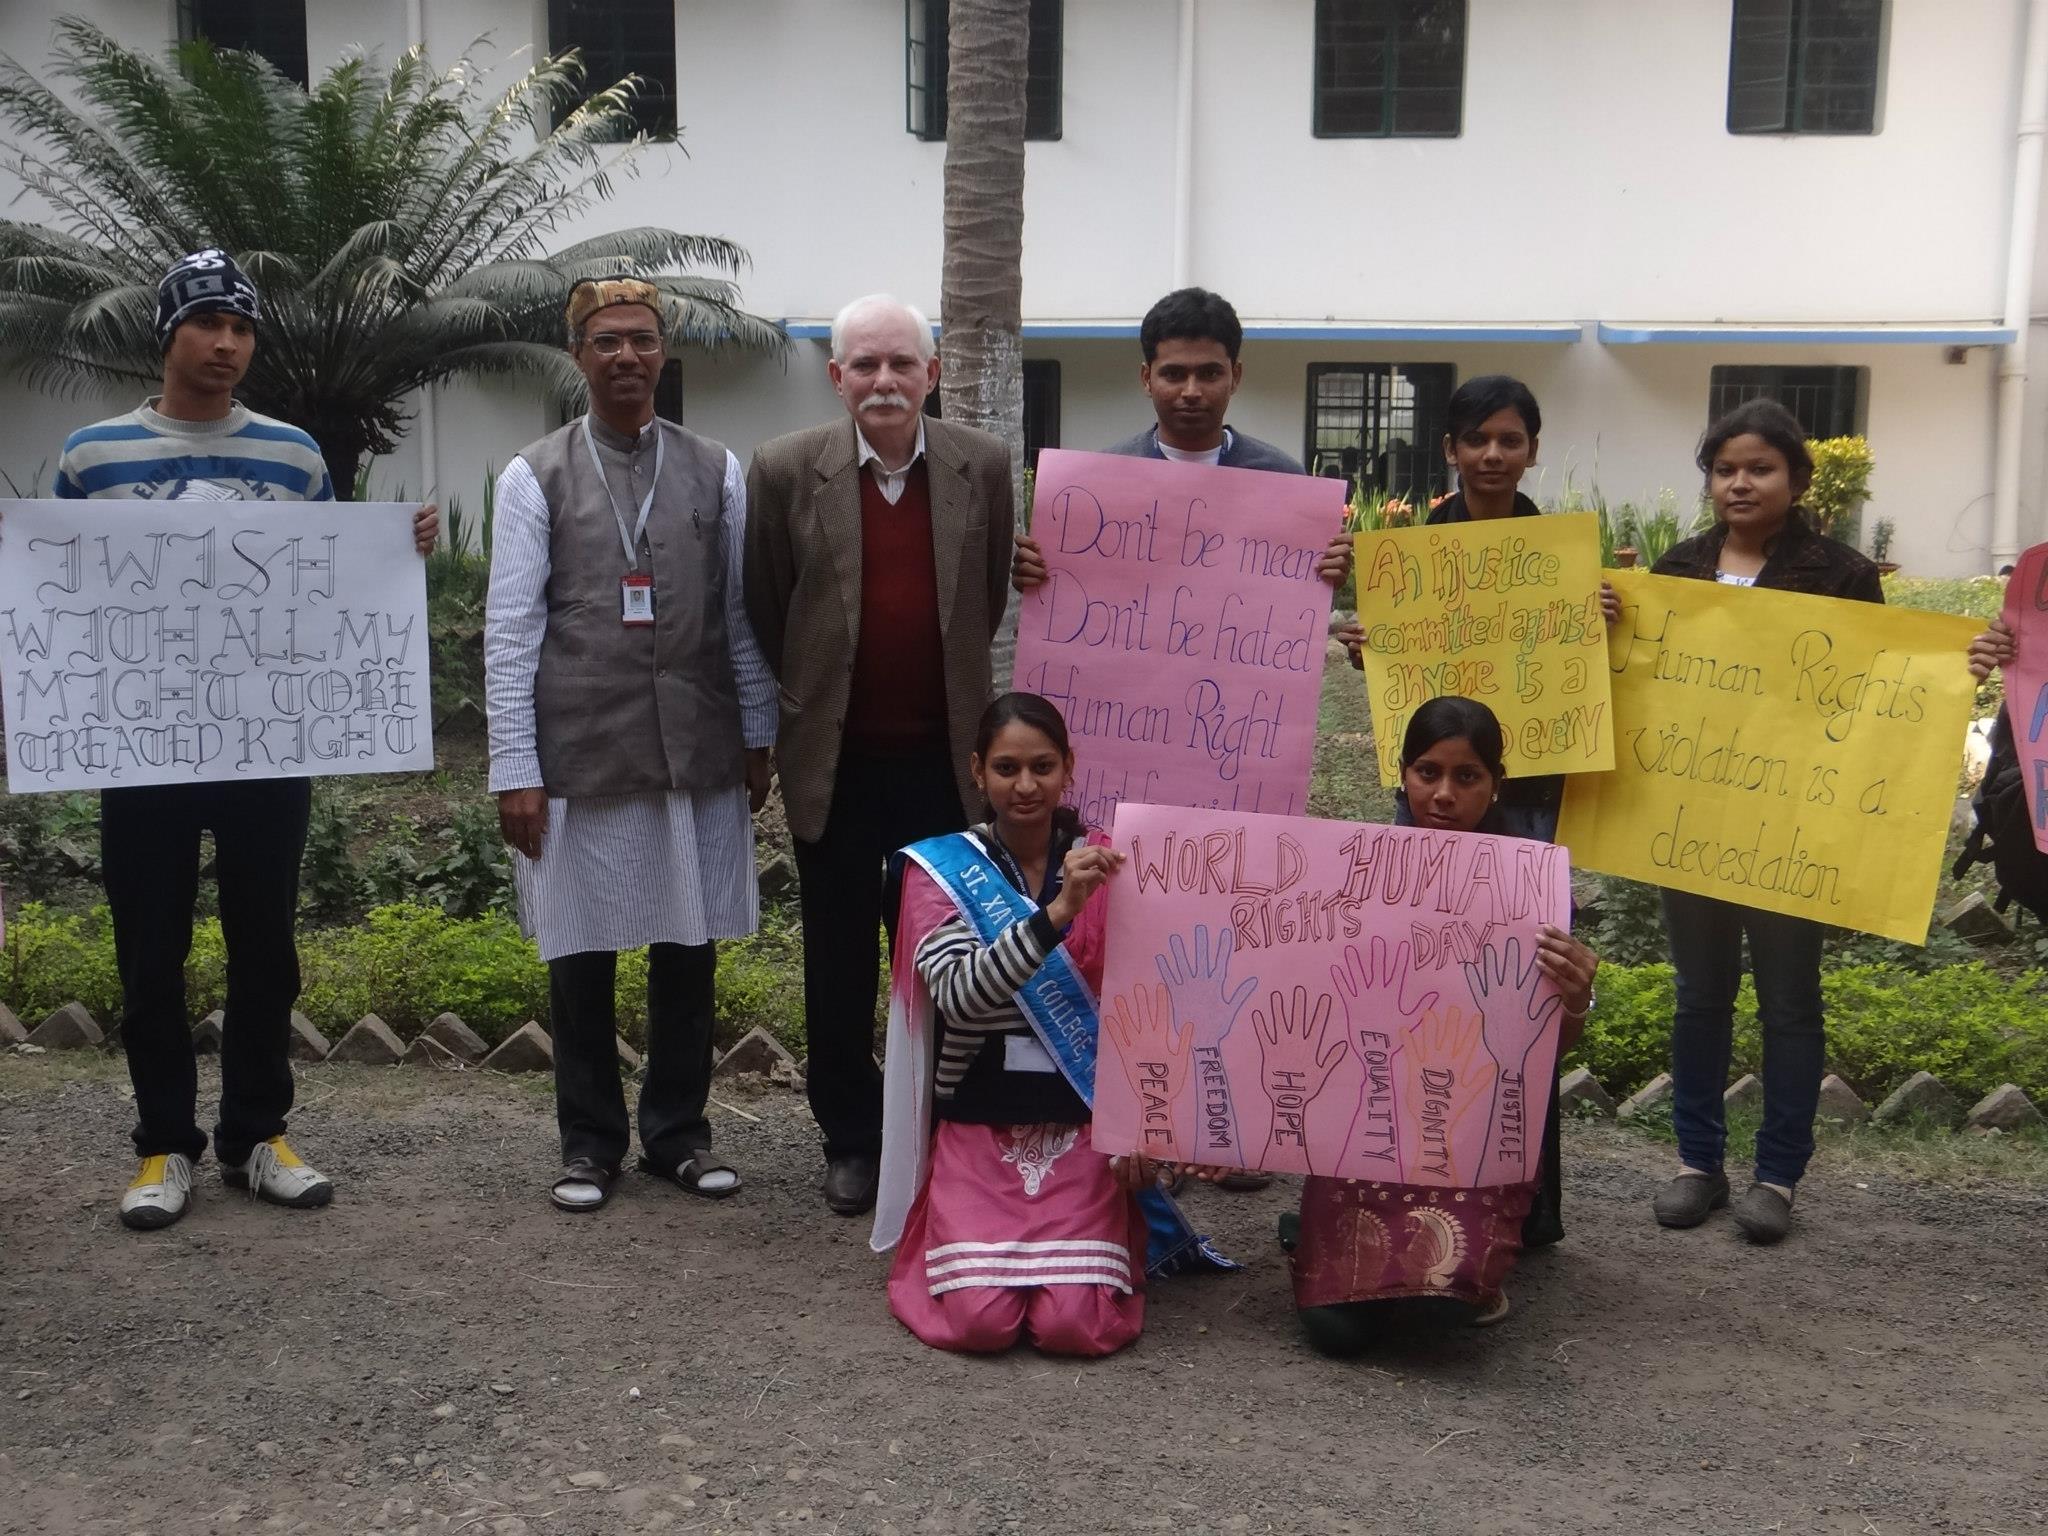 I WISH
WITH ALL MY
MIGHT TO BE
TREATED RIGHT
EIGHT TWENT
Don't be mean
Don't be hated
Human Right
An injustice
committed against
anyone is a
to every
Human Rights
violation is a
devestation
ST. XA
COLLEGE,
WORLD HUMAN
RIGHTS DAY
PEACE
FREEDOM
HOPE
EQUALITY
DIGNITY
JUSTICE